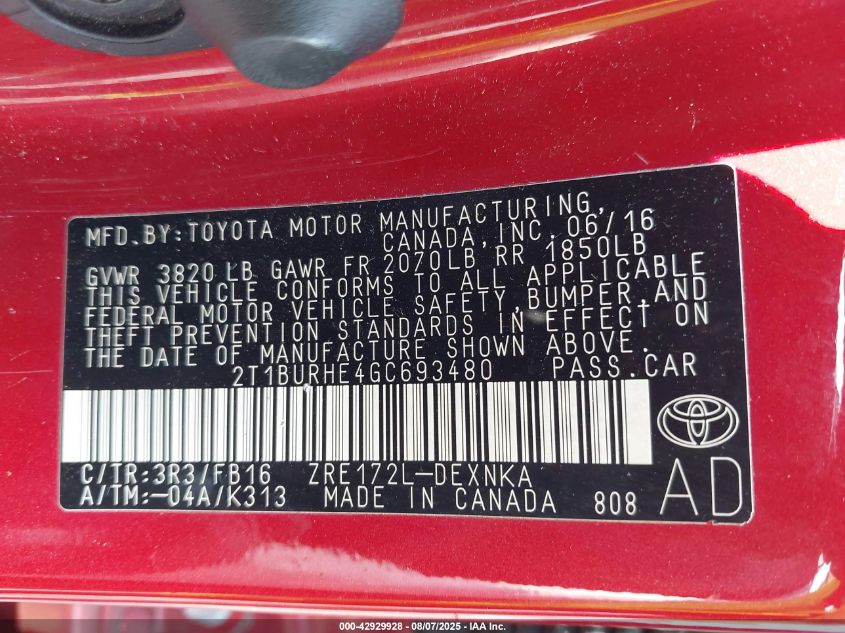 MFD.BY:TOYOTA MOTOR MANUFACTURING,
CANADA, INC. 06/16
GVWR 3820 LB GAWR FR 2070LB RR 1850LB
THIS VEHICLE CONFORMS TO ALL APPLICABLE
FEDERAL MOTOR VEHICLE SAFETY, BUMPER, AND
THEFT PREVENTION STANDARDS IN EFFECT ON
THE DATE OF MANUFACTURE SHOWN ABOVE.
2T1BURHE4GC693480 PASS.CAR
C/TR:3R3/FB16 ZRE172L-DEXNKA
A/TM:-04A/K313 MADE IN CANADA 808 AD
000-42929928 - 08/07/2025 - IAA Inc.